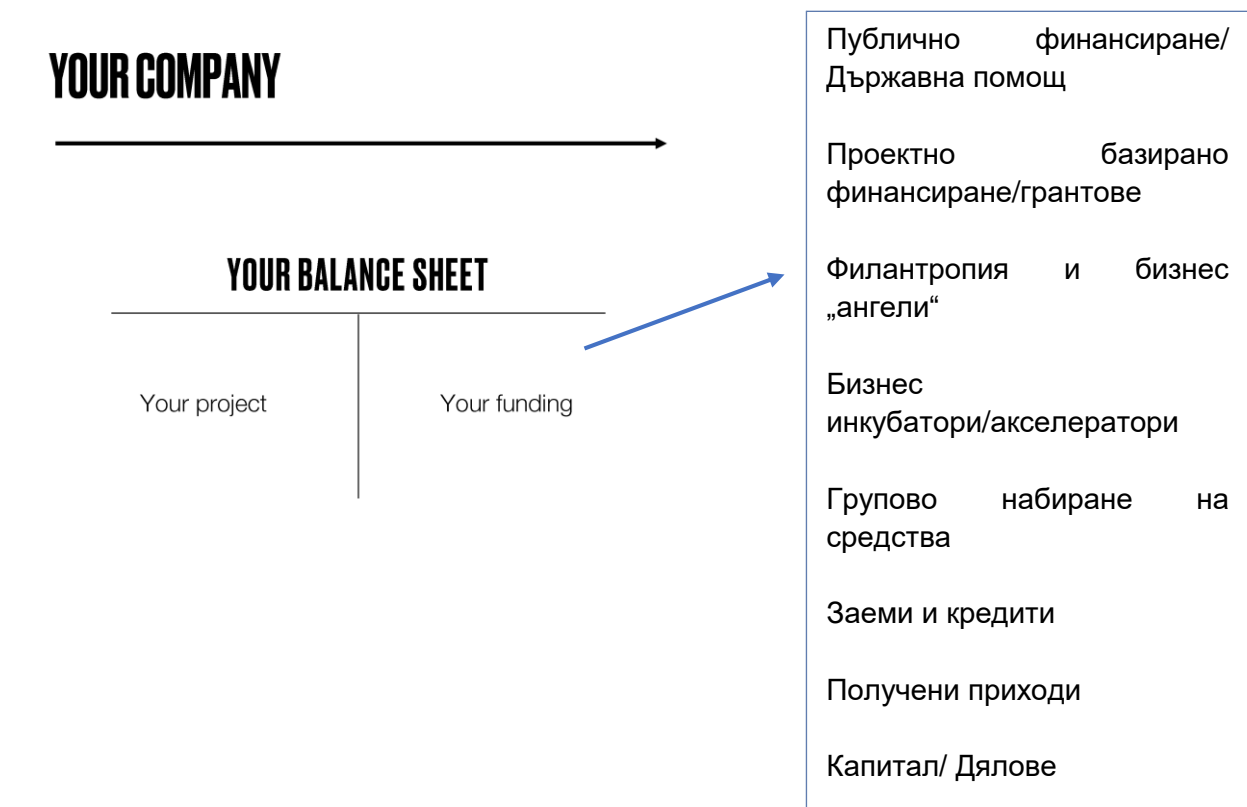 YOUR COMPANY
YOUR BALANCE SHEET
Your project
Your funding
Публично финансиране/
Държавна помощ
Проектно базирано
финансиране/грантове
Филантропия и бизнес
„ангели“
Бизнес
инкубатори/акселератори
Групово набиране на
средства
Заеми и кредити
Получени приходи
Капитал/ Дялове